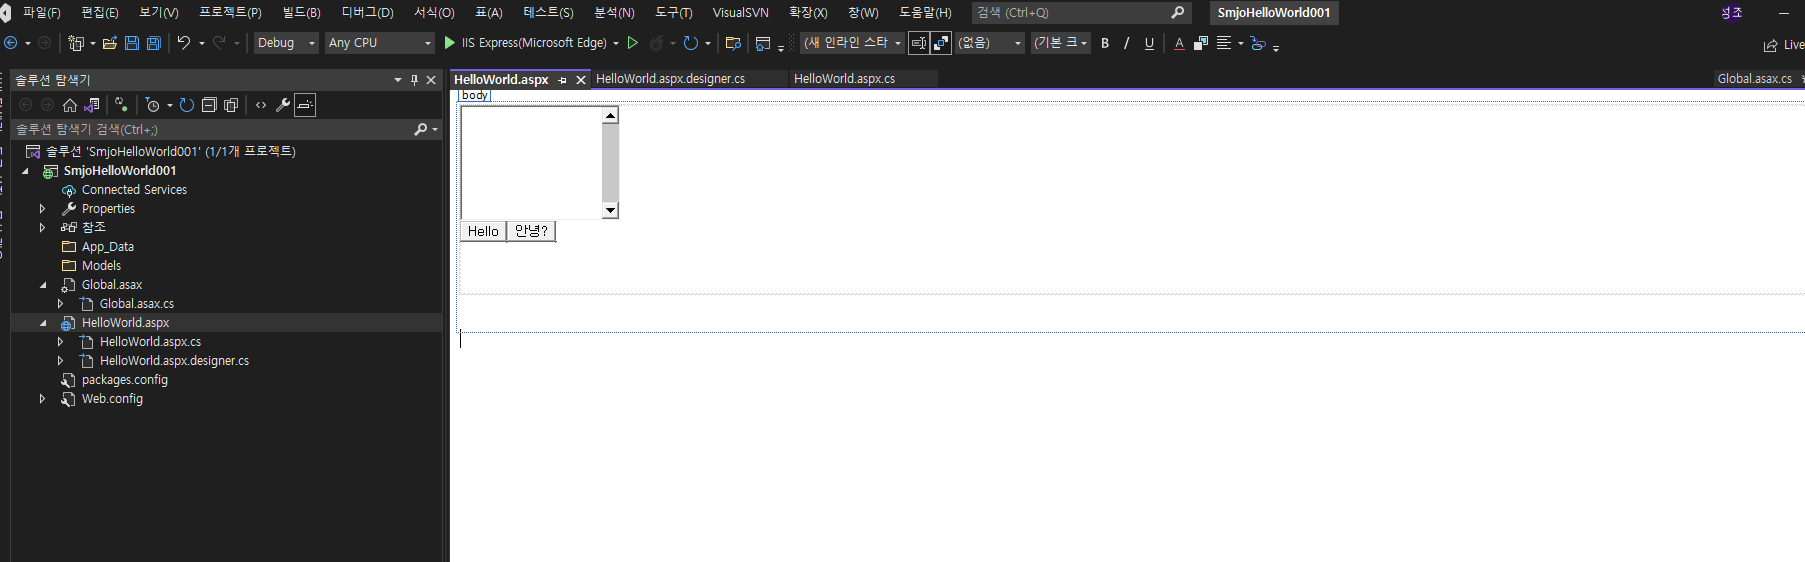 파일(F) 편집(E) 보기(V) 프로젝트(P) 빌드(B) 디버그(D) 서식(O) 표(A) 테스트(S) 분석(N) 도구(T) VisualSVN 확장(X) 창(W) 도움말(H) 검색 (Ctrl+Q) SmjoHelloWorld001 성조
Debug Any CPU IIS Express(Microsoft Edge) (새 인라인 스타 (없음) (기본 크 B I U A Live
솔루션 탐색기
HelloWorld.aspx HelloWorld.aspx.designer.cs HelloWorld.aspx.cs Global.asax.cs
body
솔루션 탐색기 검색(Ctrl+;)
솔루션 'SmjoHelloWorld001' (1/1개 프로젝트)
SmjoHelloWorld001
Connected Services
Properties
참조
App_Data
Models
Global.asax
Global.asax.cs
HelloWorld.aspx
HelloWorld.aspx.cs
HelloWorld.aspx.designer.cs
packages.config
Web.config
Hello 안녕?